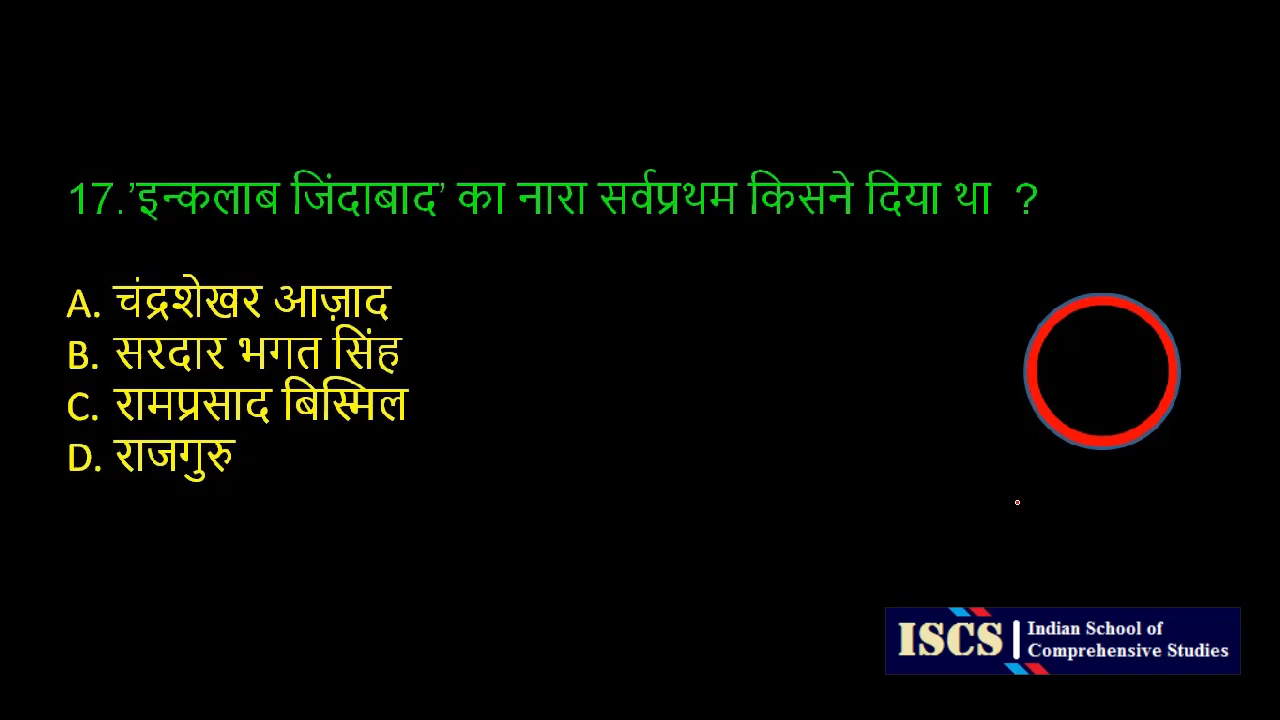 17.’इन्कलाब जिंदाबाद’ का नारा सर्वप्रथम किसने दिया था ?
A. चंद्रशेखर आज़ाद
B. सरदार भगत सिंह
C. रामप्रसाद बिस्मिल
D. राजगुरु
ISCS
Indian School of
Comprehensive Studies